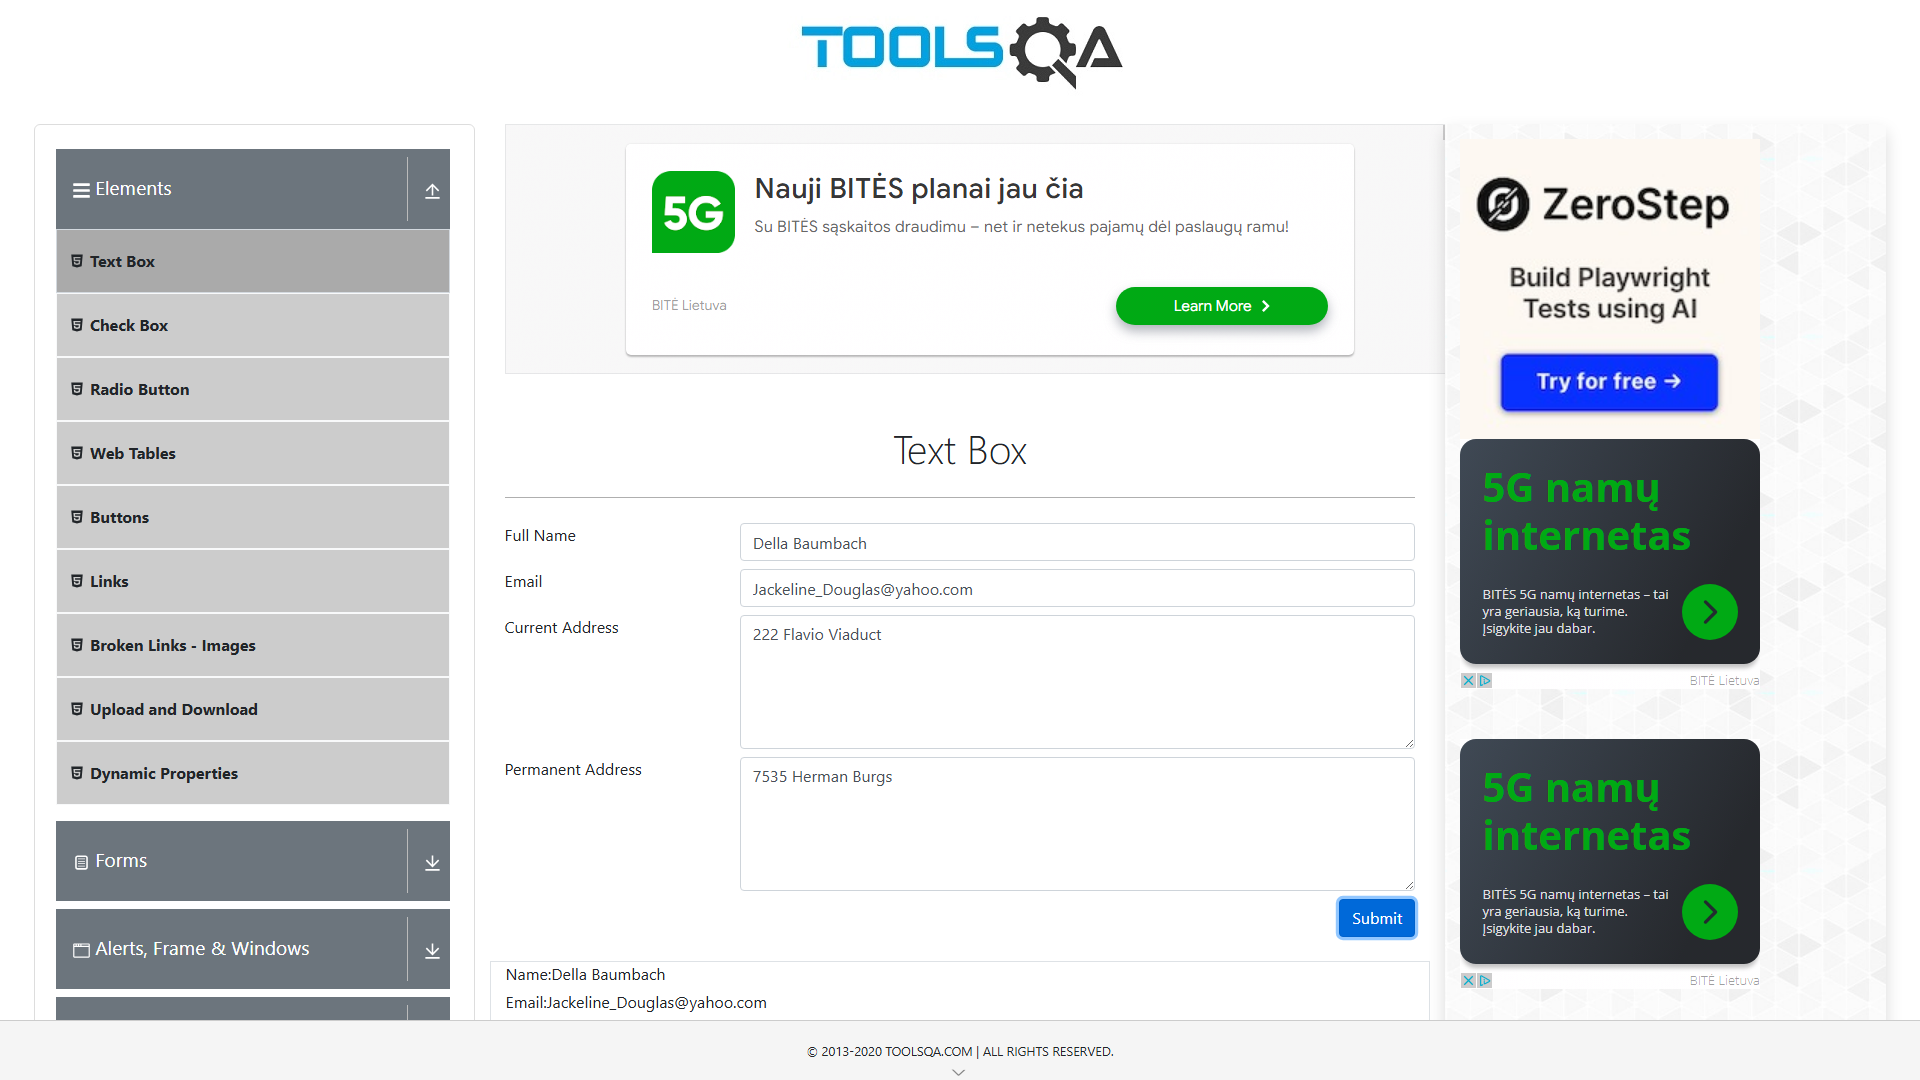 TOOLSQA
Elements
Text Box
Check Box
Radio Button
Web Tables
Buttons
Links
Broken Links - Images
Upload and Download
Dynamic Properties
Forms
Alerts, Frame & Windows
5G
Nauji BITĖS planai jau čia
Su BITĖS sąskaitos draudimu – net ir netekus pajamų dėl paslaugų ramu!
BITĖ Lietuva
Learn More
Text Box
Full Name
Della Baumbach
Email
Jackeline_Douglas@yahoo.com
Current Address
222 Flavio Viaduct
Permanent Address
7535 Herman Burgs
Submit
Name:Della Baumbach
Email:Jackeline_Douglas@yahoo.com
ZeroStep
Build Playwright
Tests using AI
Try for free →
5G namų
internetas
BITĖS 5G namų internetas – tai
yra geriausia, ką turime.
Įsigykite jau dabar.
BITĖ Lietuva
5G namų
internetas
BITĖS 5G namų internetas – tai
yra geriausia, ką turime.
Įsigykite jau dabar.
BITĖ Lietuva
© 2013-2020 TOOLSQA.COM | ALL RIGHTS RESERVED.